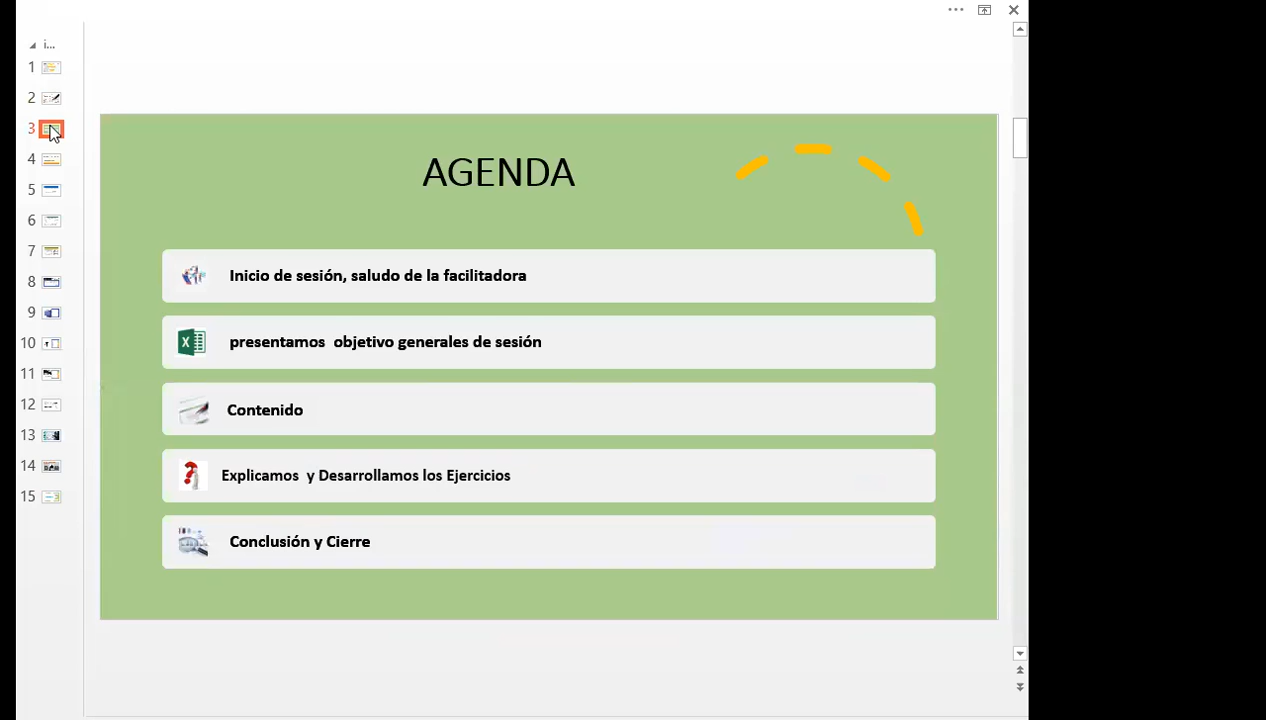 i...
1
2
3
4
5
6
7
8
9
10
11
12
13
14
15
AGENDA
Inicio de sesión, saludo de la facilitadora
presentamos  objetivo generales de sesión
Contenido
Explicamos  y Desarrollamos los Ejercicios
Conclusión y Cierre